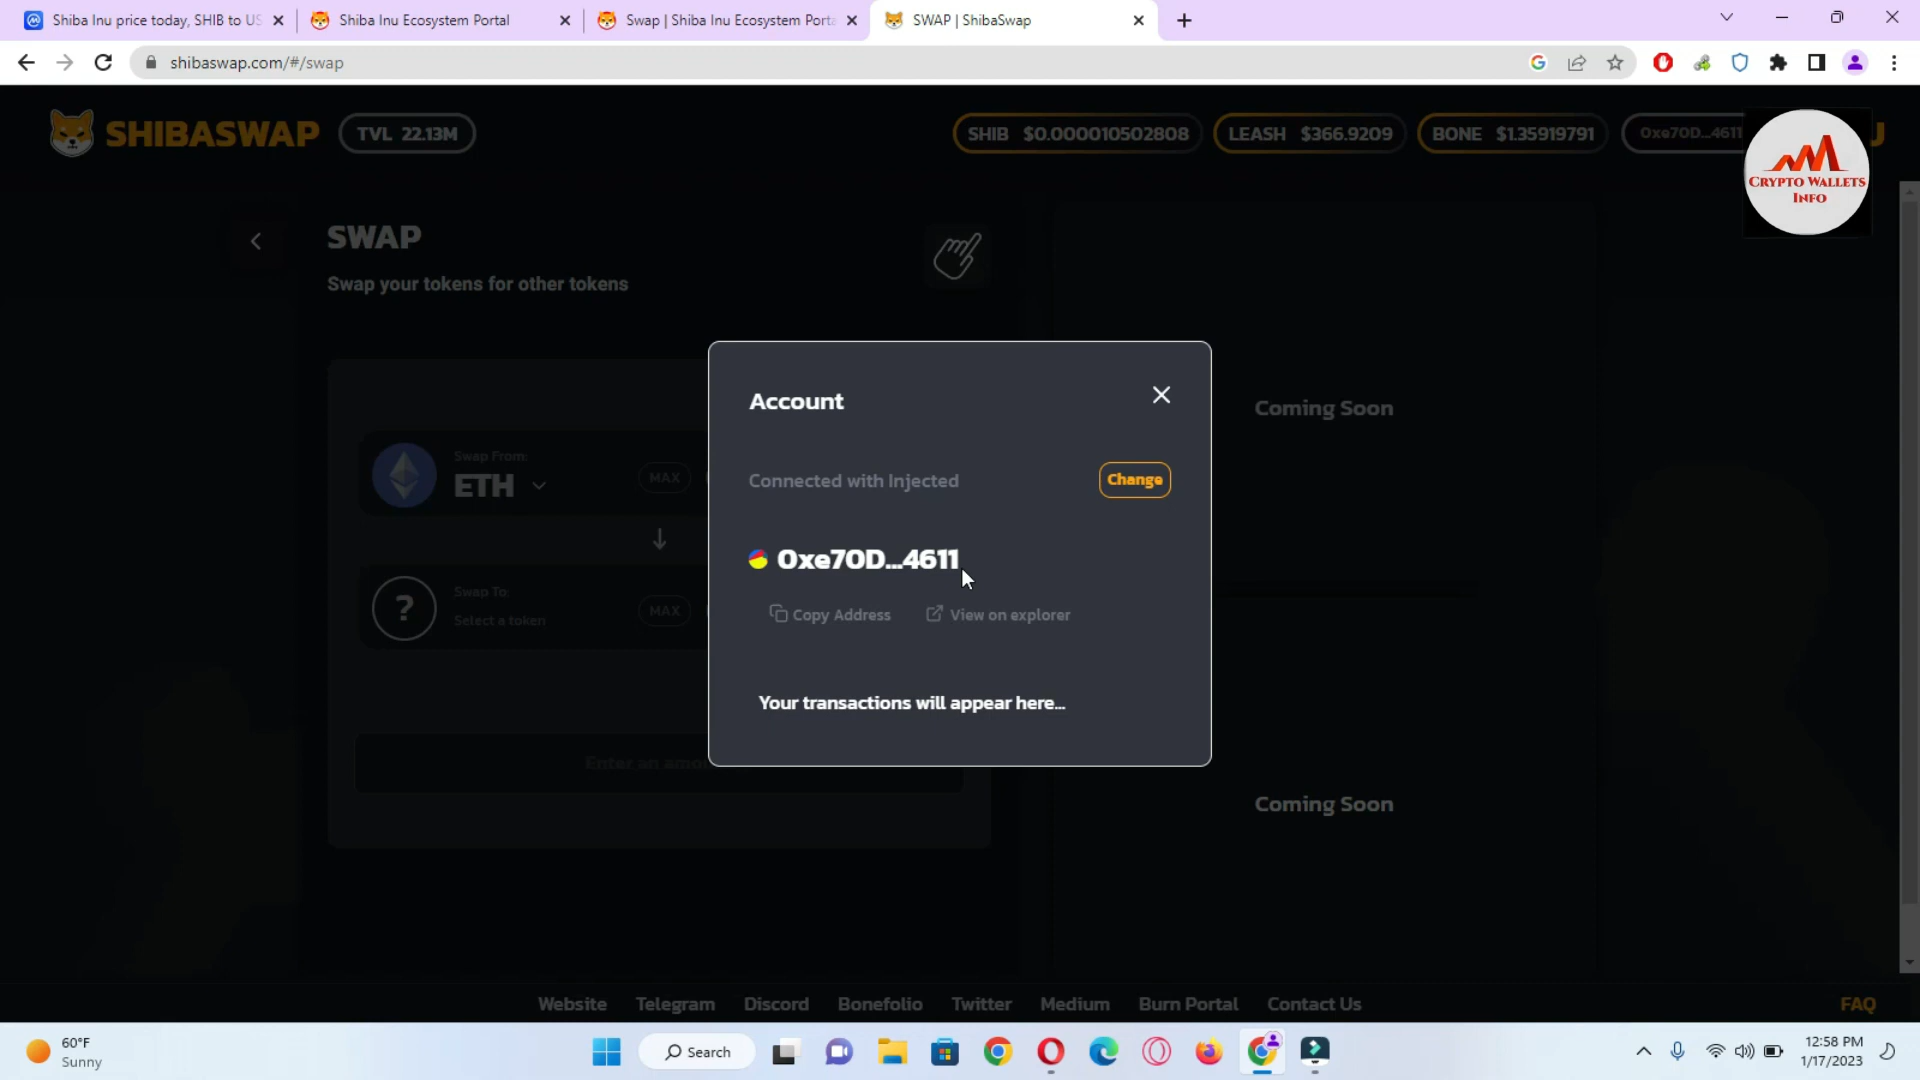 Shiba Inu price today, SHIB to US
Shiba Inu Ecosystem Portal
Swap | Shiba Inu Ecosystem Porta
SWAP | ShibaSwap
shibaswap.com/#/swap
SHIBASWAP
TVL 22.13M
SHIB $0.000010502808
LEASH $366.9209
BONE $1.35919791
0xe70D...4611
CRYPTO WALLETS
INFO
SWAP
Swap your tokens for other tokens
Swap From:
ETH
MAX
Swap To:
Select a token
MAX
?
Account
Connected with Injected
Change
0xe70D...4611
Copy Address
View on explorer
Your transactions will appear here...
Coming Soon
Coming Soon
Website
Telegram
Discord
Bonefolio
Twitter
Medium
Burn Portal
Contact Us
FAQ
60°F
Sunny
Search
12:58 PM
1/17/2023